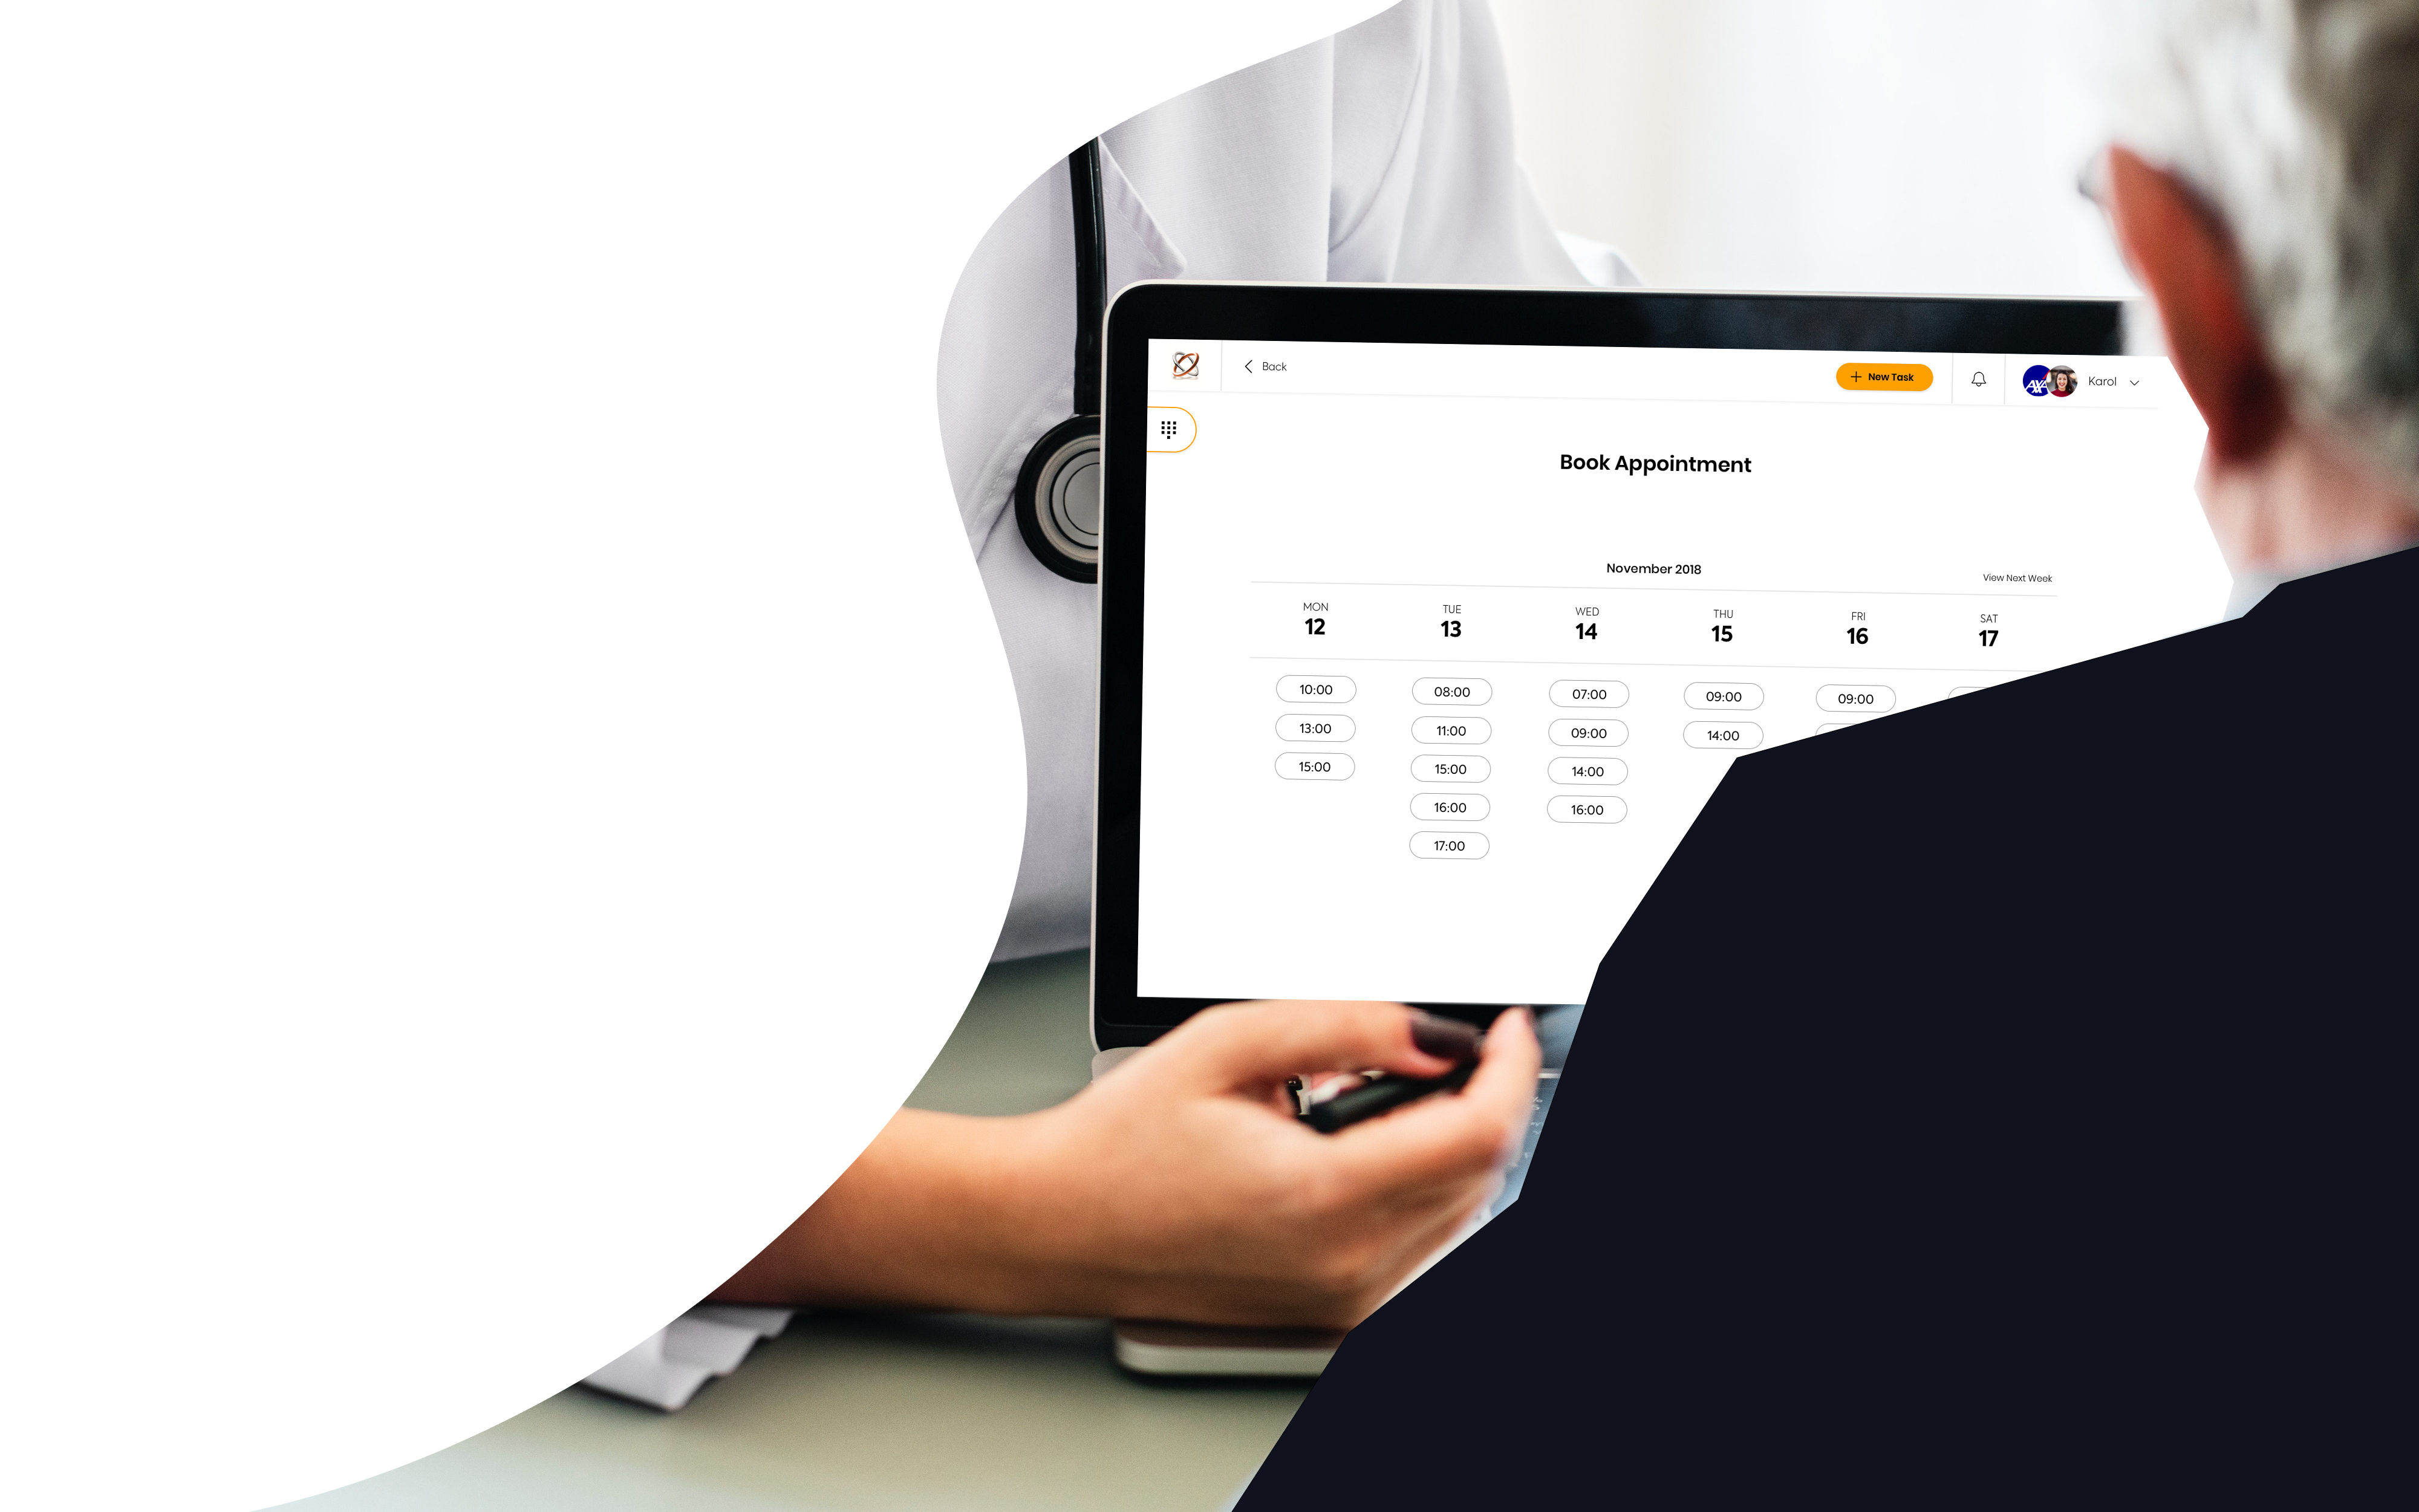 Back
+ New Task
AXA
Karol
Book Appointment
November 2018
View Next Week
MON TUE WED THU FRI SAT
12 13 14 15 16 17
10:00 08:00 07:00 09:00 09:00
13:00 11:00 09:00 14:00
15:00 15:00 14:00
16:00 16:00
17:00